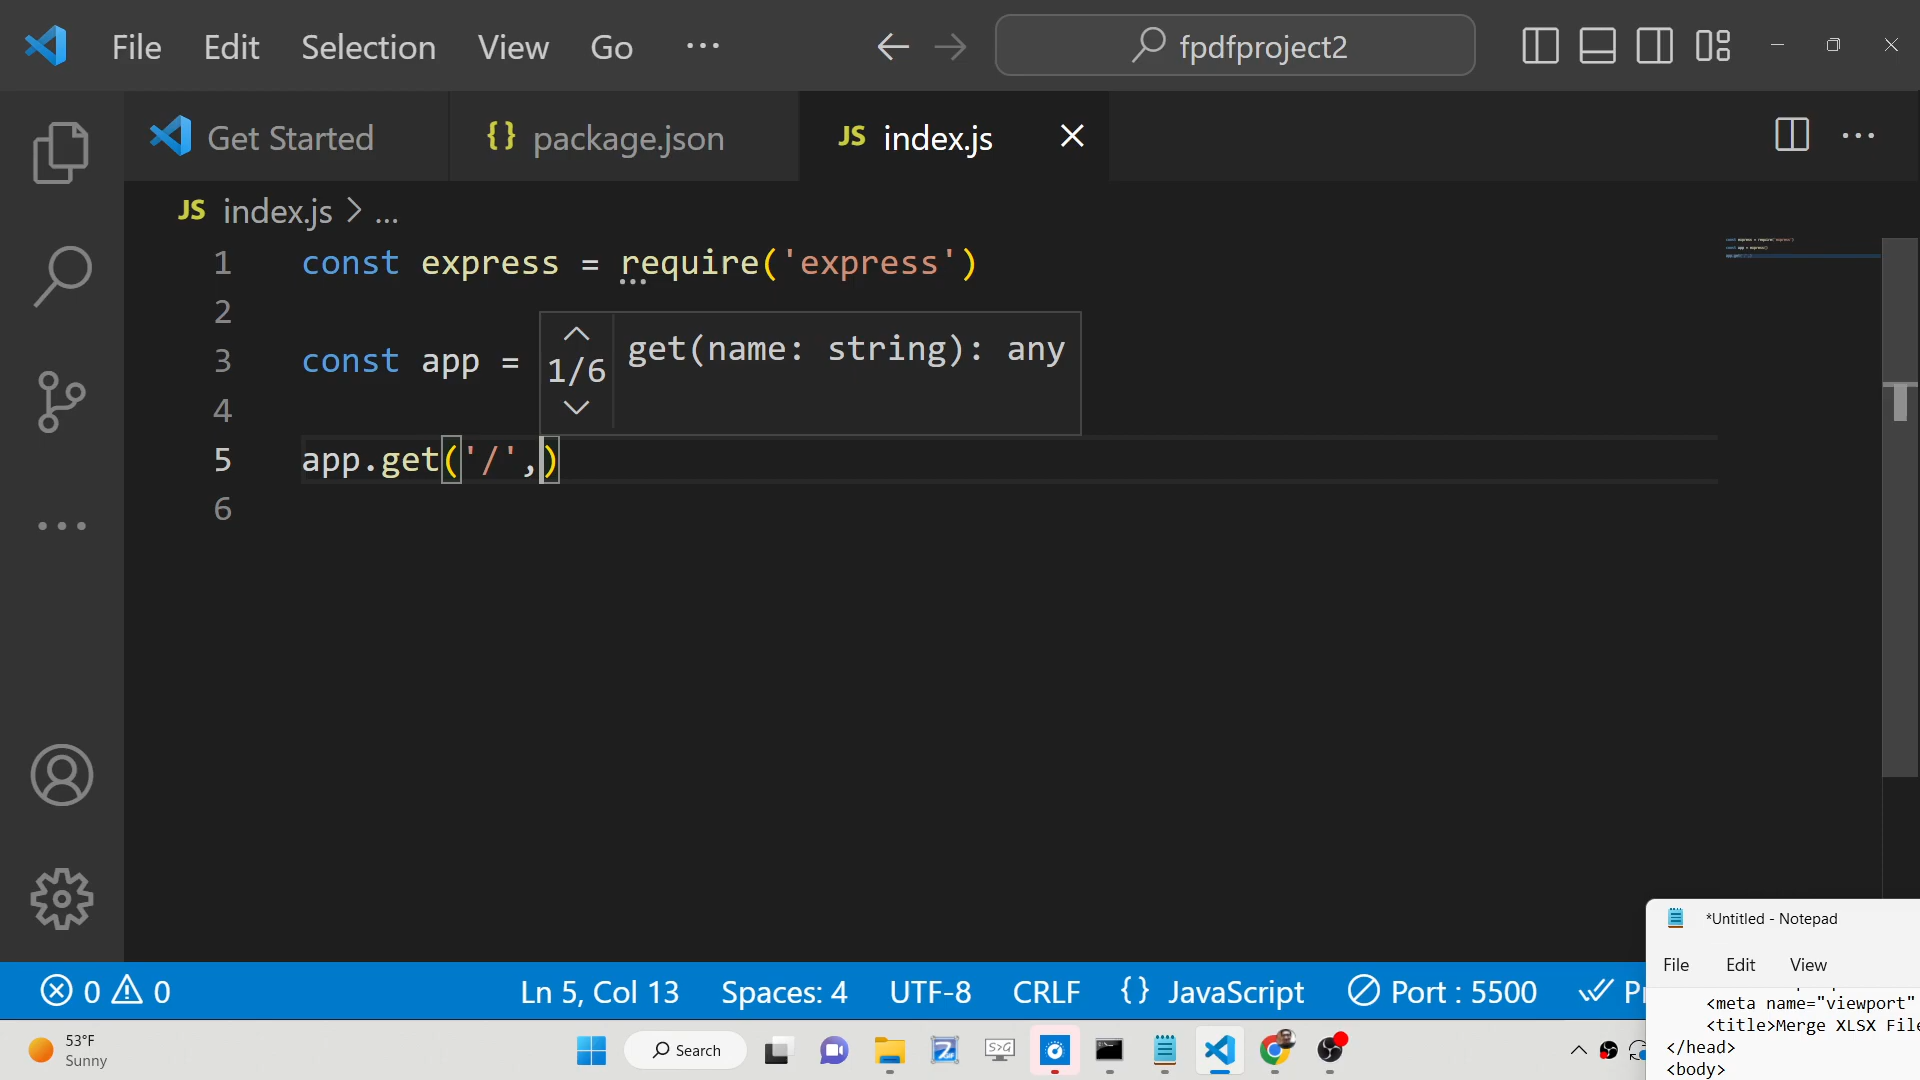 File Edit Selection View Go ···
fpdfproject2
Get Started
{} package.json
JS index.js
JS index.js > ...
1 const express = require('express')
2
3 const app =
4
5 app.get('/',)
6
1/6
get(name: string): any
0 0
Ln 5, Col 13
Spaces: 4
UTF-8
CRLF
{} JavaScript
Port : 5500
*Untitled - Notepad
File Edit View
<meta name="viewport"
<title>Merge XLSX File
</head>
<body>
53°F
Sunny
Search